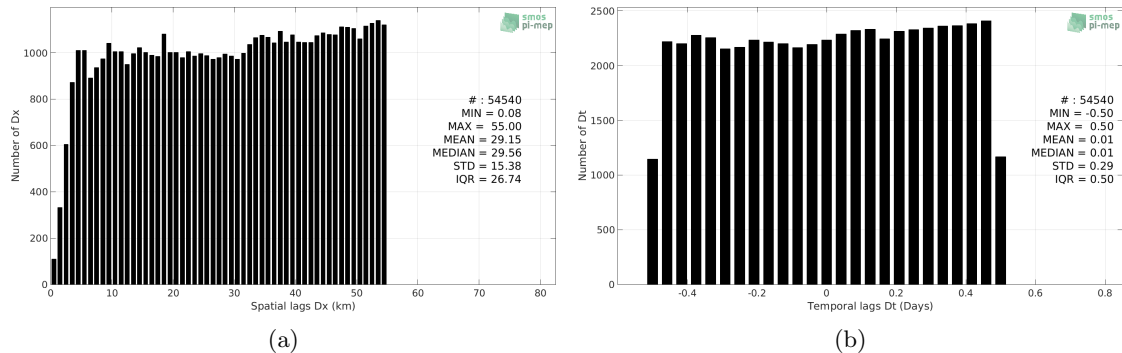 smos
pi-mep
Number of Dx
1000
800
600
400
200
0
# : 54540
MIN = 0.08
MAX = 55.00
MEAN = 29.15
MEDIAN = 29.56
STD = 15.38
IQR = 26.74
0 10 20 30 40 50 60 70 80
Spatial lags Dx (km)
(a)
smos
pi-mep
Number of Dt
2500
2000
1500
1000
500
0
# : 54540
MIN = -0.50
MAX = 0.50
MEAN = 0.01
MEDIAN = 0.01
STD = 0.29
IQR = 0.50
-0.4 -0.2 0 0.2 0.4 0.6 0.8
Temporal lags Dt (Days)
(b)